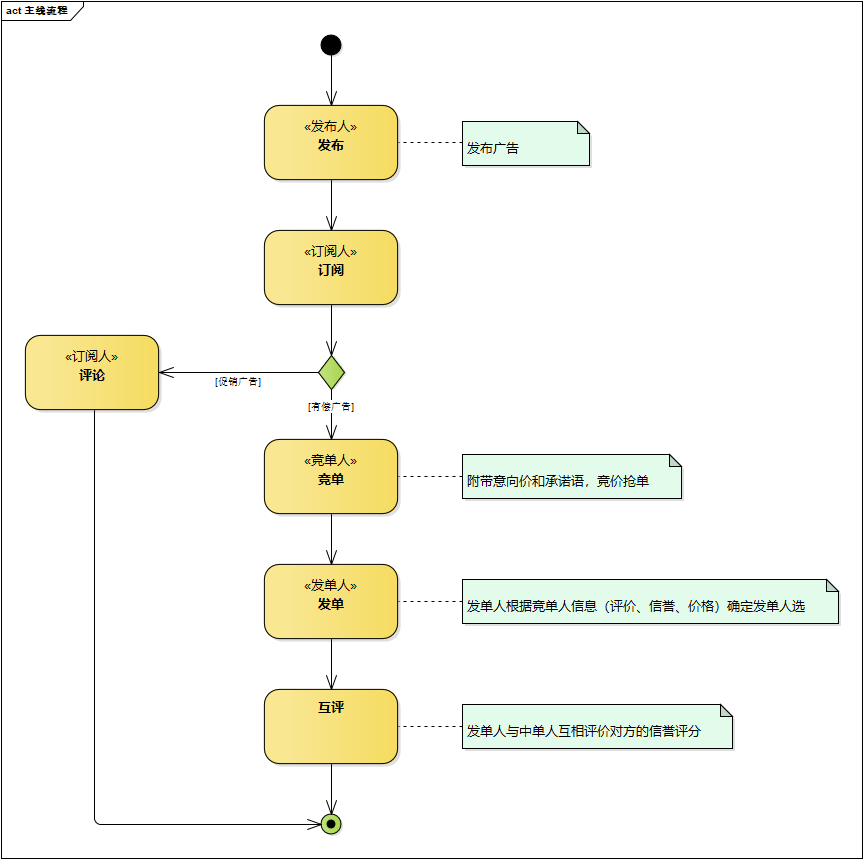 act 主线流程
«发布人»
发布
发布广告
«订阅人»
订阅
«订阅人»
评论
[促销广告]
[有偿广告]
«竞单人»
竞单
附带意向价和承诺语，竞价抢单
«发单人»
发单
发单人根据竞单人信息（评价、信誉、价格）确定发单人选
互评
发单人与中单人互相评价对方的信誉评分